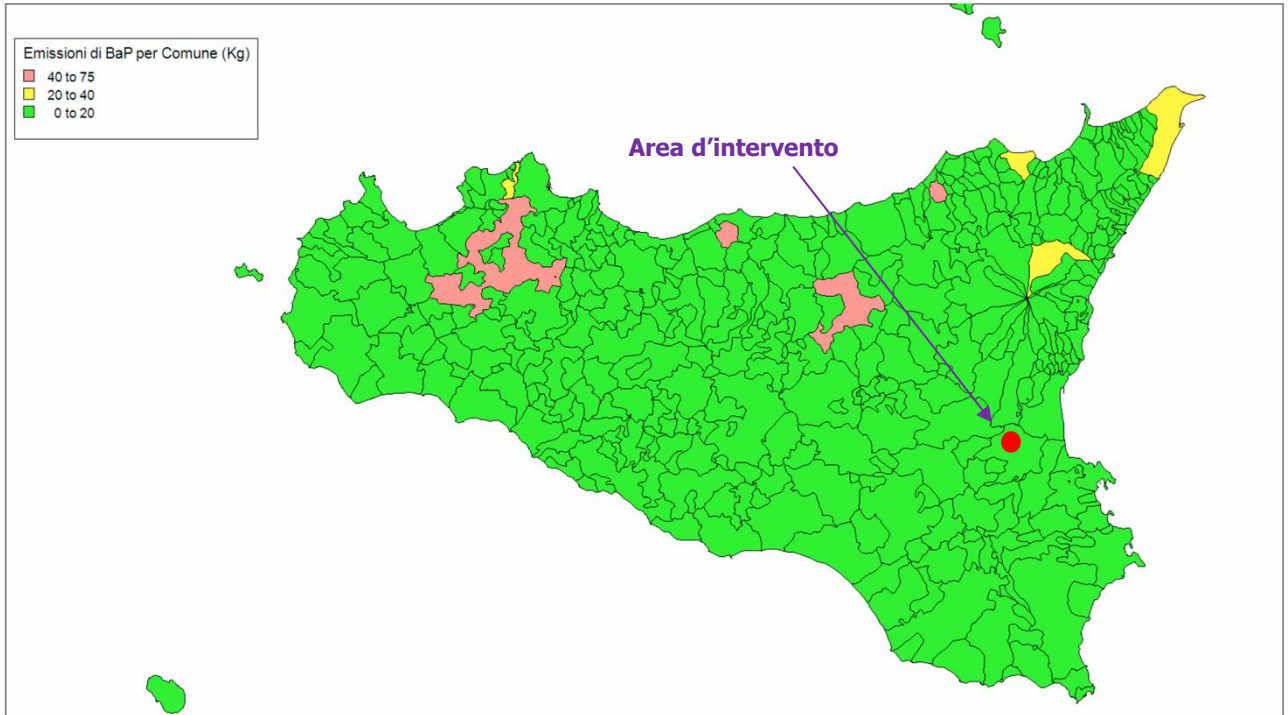 Emissioni di BaP per Comune (Kg)
40 to 75
20 to 40
0 to 20
Area d’intervento